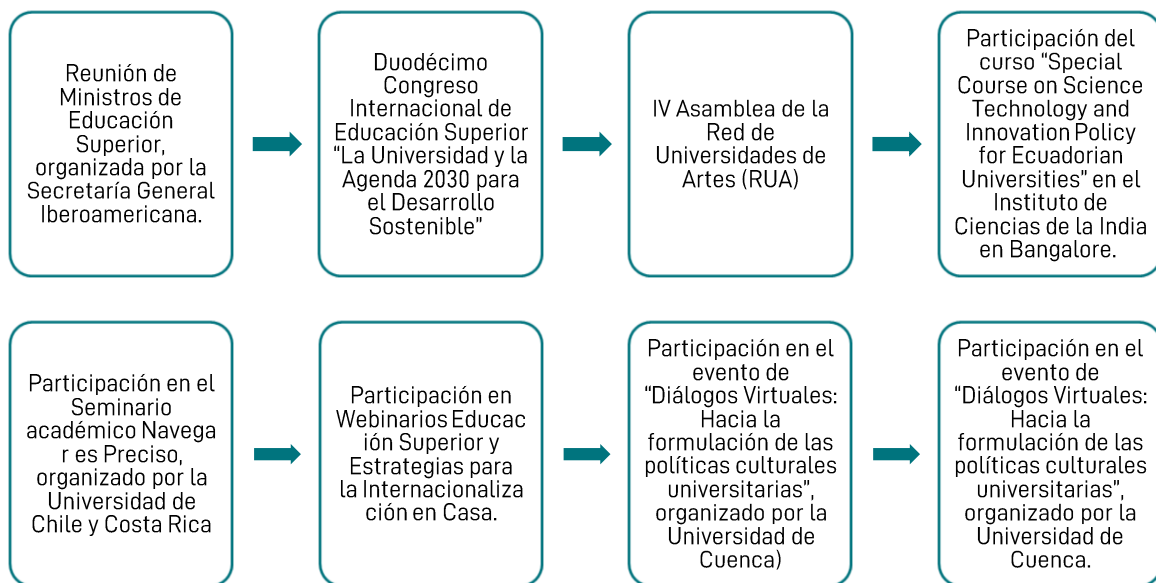 Reunión de
Ministros de
Educación
Superior,
organizada por la
Secretaría General
Iberoamericana.
Duodécimo
Congreso
Internacional de
Educación Superior
“La Universidad y la
Agenda 2030 para
el Desarrollo
Sostenible”
IV Asamblea de la
Red de
Universidades de
Artes (RUA)
Participación del
curso “Special
Course on Science
Technology and
Innovation Policy
for Ecuadorian
Universities” en el
Instituto de
Ciencias de la India
en Bangalore.
Participación en el
Seminario
académico Navega
r es Preciso,
organizado por la
Universidad de
Chile y Costa Rica
Participación en
Webinarios Educac
ión Superior y
Estrategias para
la Internacionaliza
ción en Casa.
Participación en el
evento de
“Diálogos Virtuales:
Hacia la
formulación de las
políticas culturales
universitarias”,
organizado por la
Universidad de
Cuenca)
Participación en el
evento de
“Diálogos Virtuales:
Hacia la
formulación de las
políticas culturales
universitarias”,
organizado por la
Universidad de
Cuenca.